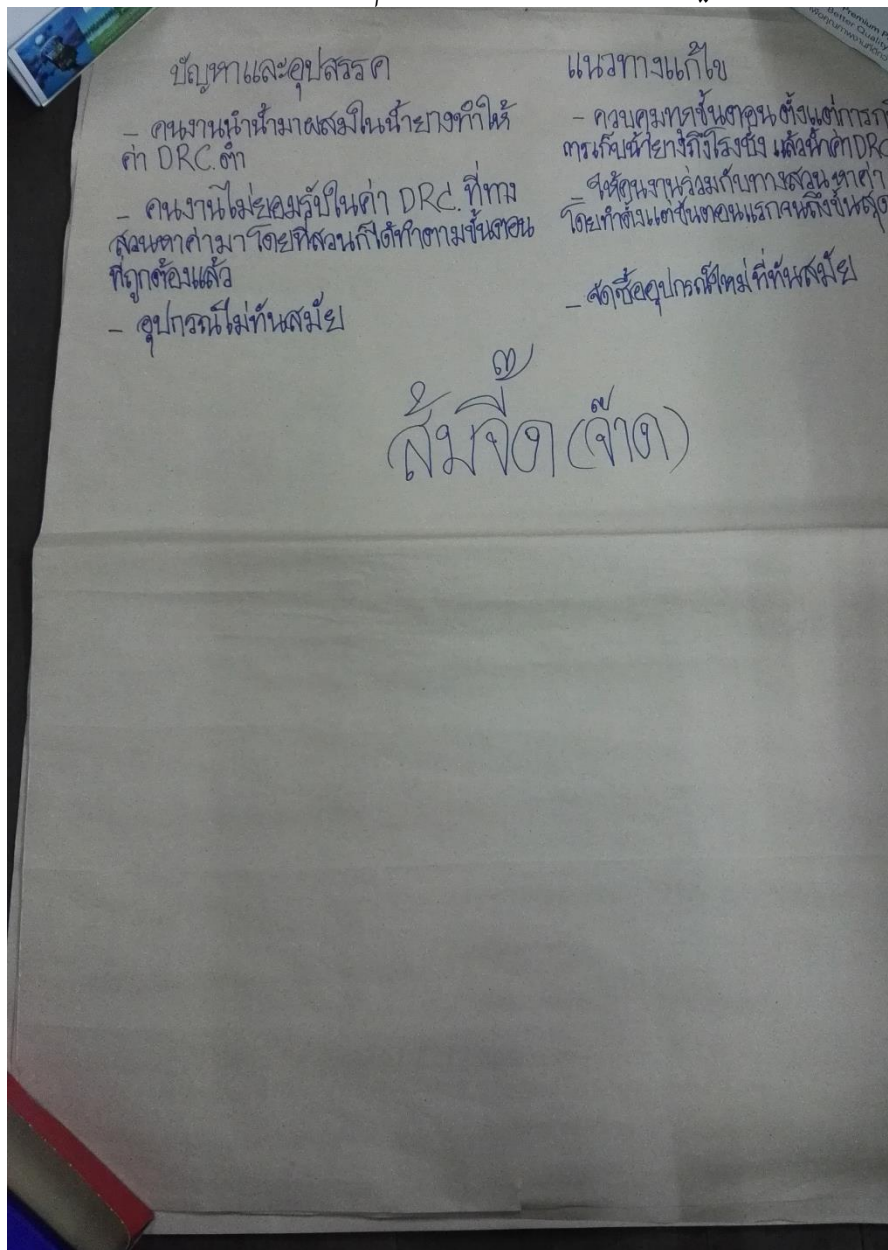 ปัญหาและอุปสรรค
- คนงานนำน้ำมาผสมในน้ำยางทำให้
ค่า DRC. ต่ำ
- คนงานไม่ยอมรับในค่า DRC. ที่ทาง
สวนหาค่ามา โดยที่สวนก็ได้ทำตามขั้นตอน
ที่ถูกต้องแล้ว
- อุปกรณ์ไม่ทันสมัย
แนวทางแก้ไข
- ควบคุมทุกขั้นตอน ตั้งแต่การ
การเก็บน้ำยางถึงโรงชั่ง แล้วนำค่า DRC
- ให้คนงานร่วมกับทางสวน หาค่า
โดยทำตั้งแต่ขั้นตอนแรกจนถึงขั้นสุด
- จัดซื้ออุปกรณ์ใหม่ที่ทันสมัย
ส้มจี๊ด (จ๊าด)
Premium
Better Quality